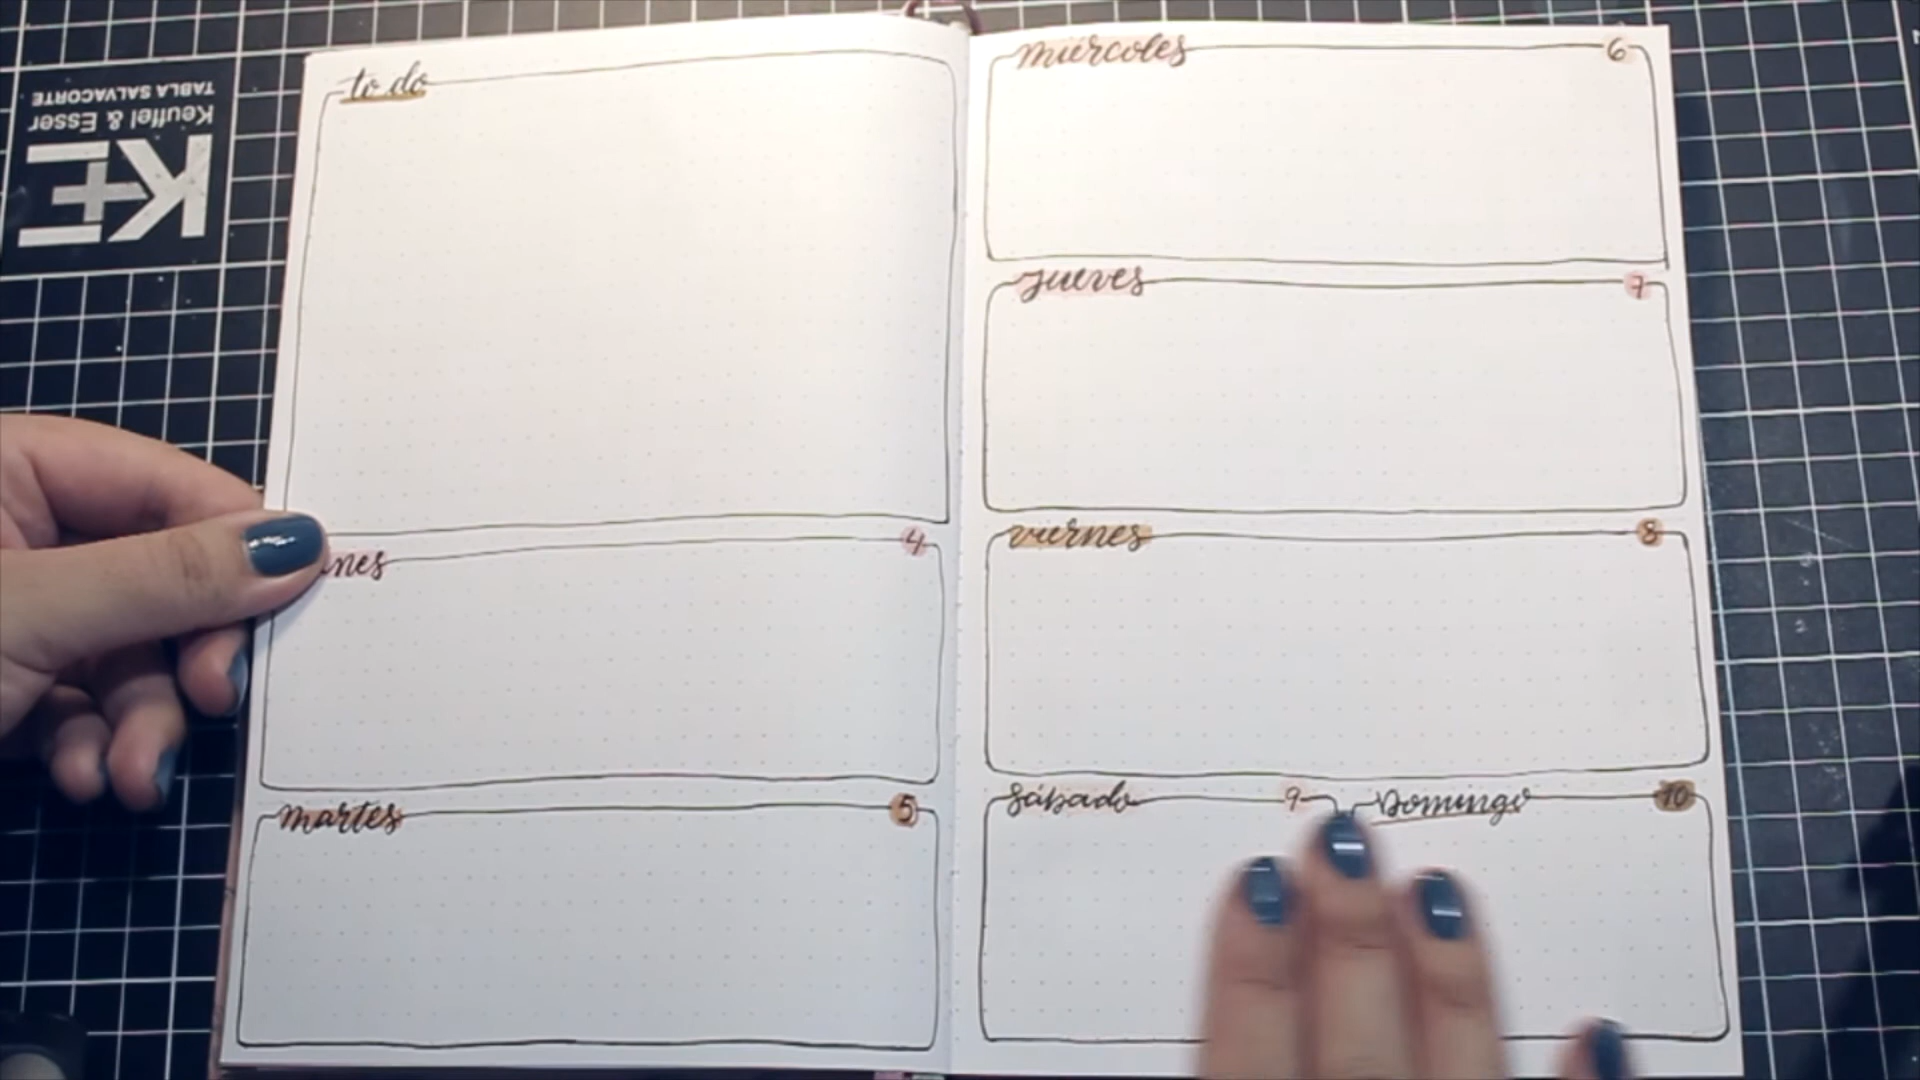 to do
nes 4
martes 5
miércoles 6
jueves 7
viernes 8
sábado 9
Domingo 10
KE
Keuffel & Esser
TABLA SALVACORTE